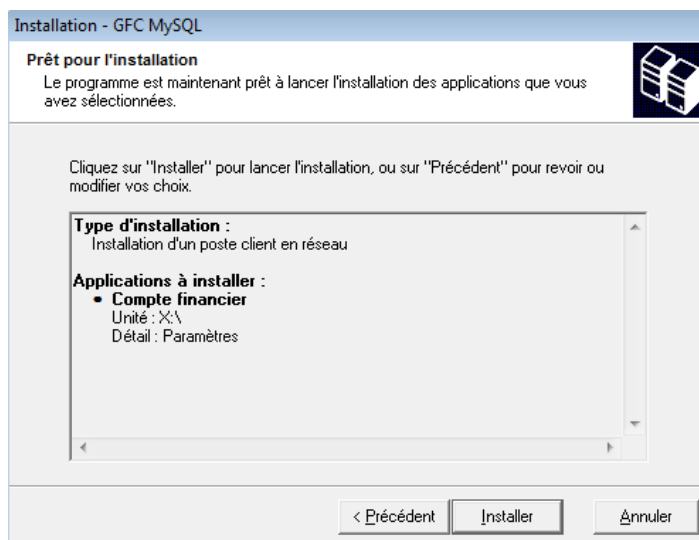 Installation - GFC MySQL
Prêt pour l'installation
Le programme est maintenant prêt à lancer l'installation des applications que vous
avez sélectionnées.
Cliquez sur "Installer" pour lancer l'installation, ou sur "Précédent" pour revoir ou
modifier vos choix.
Type d'installation :
Installation d'un poste client en réseau
Applications à installer :
• Compte financier
Unité : X:\
Détail : Paramètres
< Précédent
Installer
Annuler